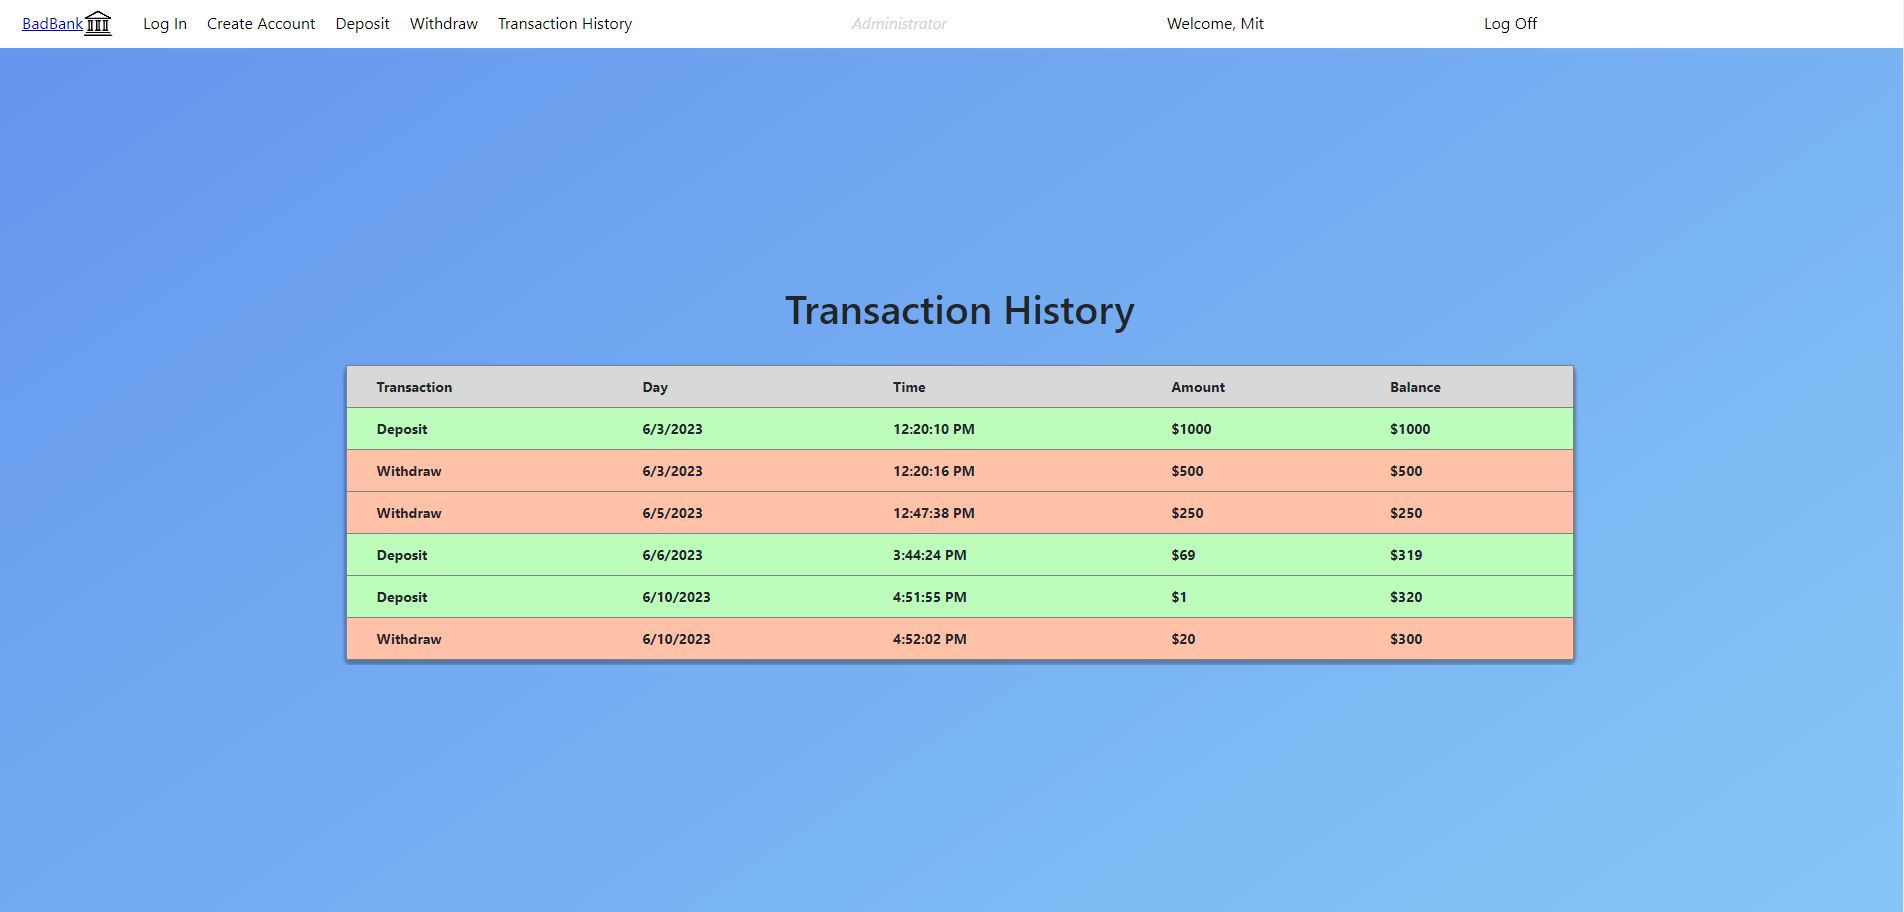 BadBank Log In Create Account Deposit Withdraw Transaction History Administrator Welcome, Mit Log Off
Transaction History
Transaction Day Time Amount Balance
Deposit 6/3/2023 12:20:10 PM $1000 $1000
Withdraw 6/3/2023 12:20:16 PM $500 $500
Withdraw 6/5/2023 12:47:38 PM $250 $250
Deposit 6/6/2023 3:44:24 PM $69 $319
Deposit 6/10/2023 4:51:55 PM $1 $320
Withdraw 6/10/2023 4:52:02 PM $20 $300